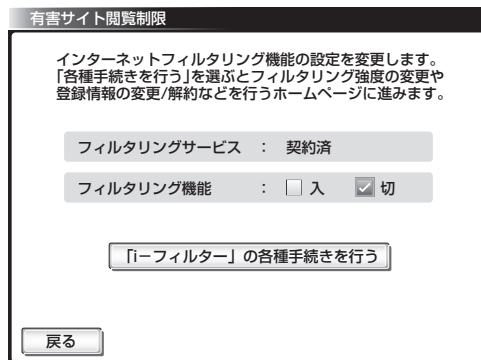 有害サイト閲覧制限
インターネットフィルタリング機能の設定を変更します。
「各種手続きを行う」を選ぶとフィルタリング強度の変更や
登録情報の変更/解約などを行うホームページに進みます。
フィルタリングサービス : 契約済
フィルタリング機能 : 入 切
「i−フィルター」の各種手続きを行う
戻る